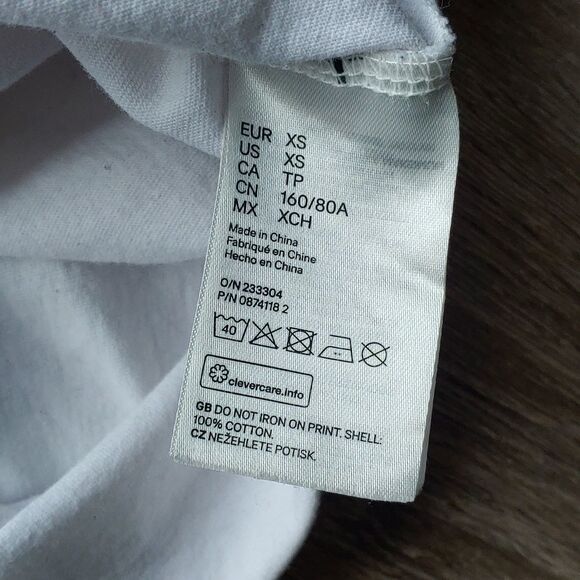 EUR XS
US XS
CA TP
CN 160/80A
MX XCH
Made in China
Fabriqué en Chine
Hecho en China
O/N 233304
P/N 0874118 2
40
clevercare.info
GB DO NOT IRON ON PRINT. SHELL:
100% COTTON.
CZ NEŽEHLETE POTISK.